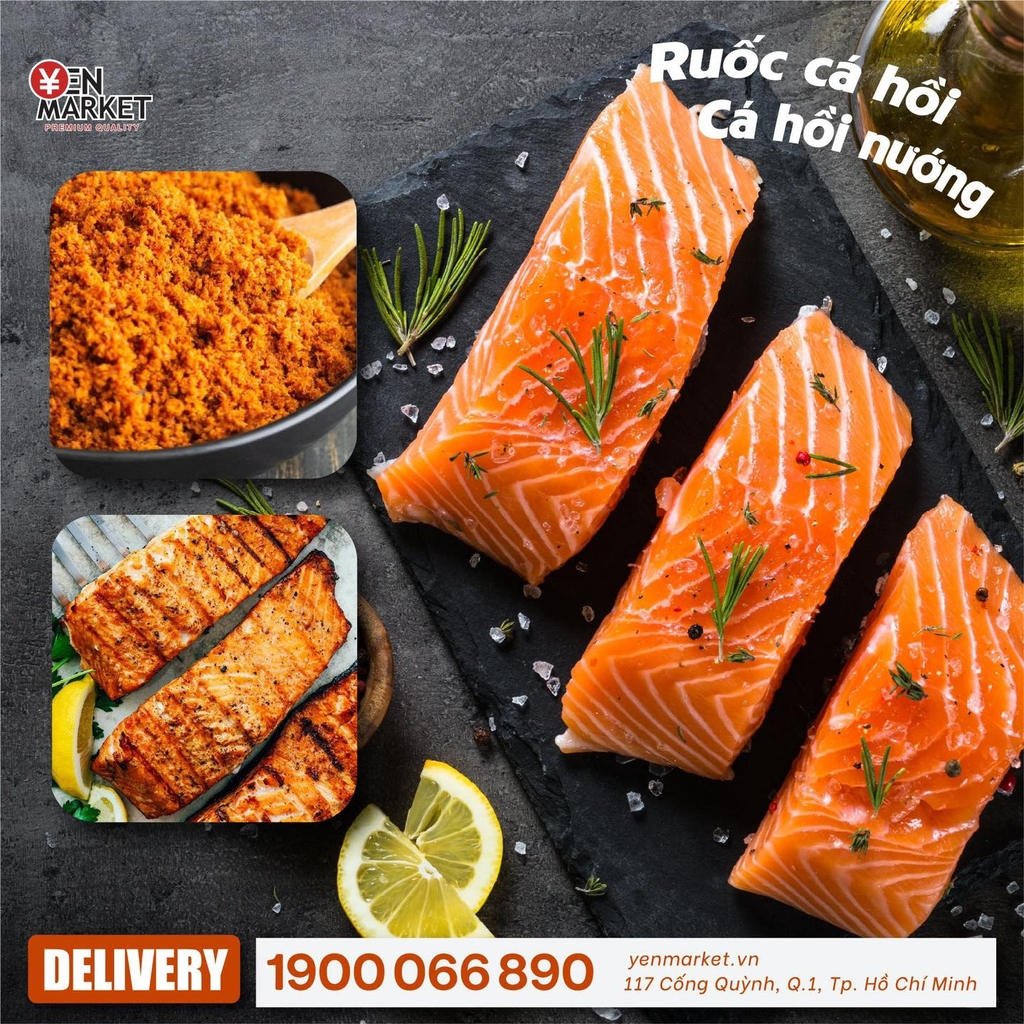 ¥EN
MARKET
PREMIUM QUALITY
Ruốc cá hồi
Cá hồi nướng
DELIVERY
1900 066 890
yenmarket.vn
117 Cống Quỳnh, Q.1, Tp. Hồ Chí Minh